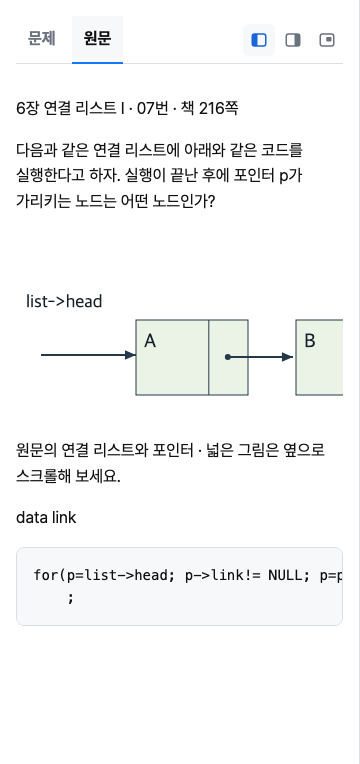 문제 원문
6장 연결 리스트 I · 07번 · 책 216쪽
다음과 같은 연결 리스트에 아래와 같은 코드를
실행한다고 하자. 실행이 끝난 후에 포인터 p가
가리키는 노드는 어떤 노드인가?
list->head
A B
원문의 연결 리스트와 포인터 · 넓은 그림은 옆으로
스크롤해 보세요.
data link
for(p=list->head; p->link!= NULL; p=p
;